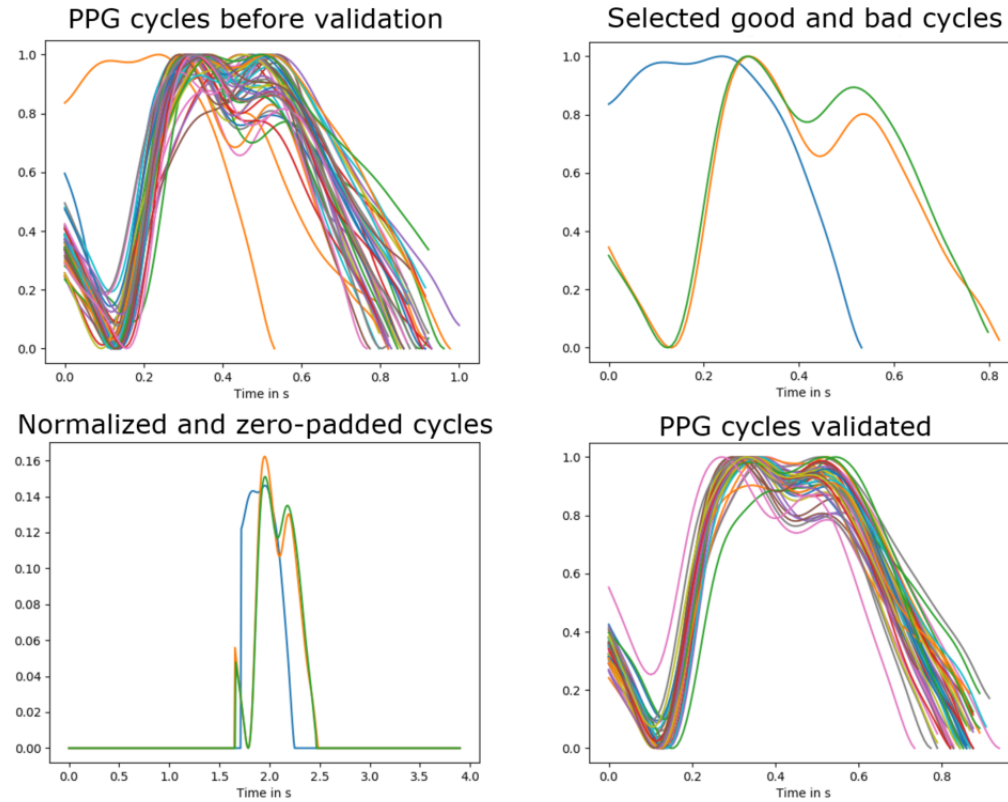 PPG cycles before validation
1.0
0.8
0.6
0.4
0.2
0.0
0.0 0.2 0.4 0.6 0.8 1.0
Time in s
Selected good and bad cycles
1.0
0.8
0.6
0.4
0.2
0.0
0.0 0.2 0.4 0.6 0.8
Time in s
Normalized and zero-padded cycles
0.16
0.14
0.12
0.10
0.08
0.06
0.04
0.02
0.00
0.0 0.5 1.0 1.5 2.0 2.5 3.0 3.5 4.0
Time in s
PPG cycles validated
1.0
0.8
0.6
0.4
0.2
0.0
0.0 0.2 0.4 0.6 0.8
Time in s